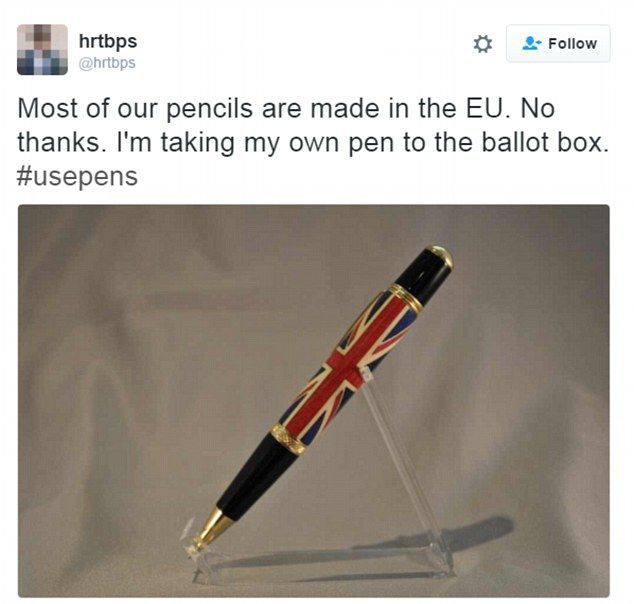 hrtbps
@hrtbps
Follow
Most of our pencils are made in the EU. No
thanks. I'm taking my own pen to the ballot box.
#usepens